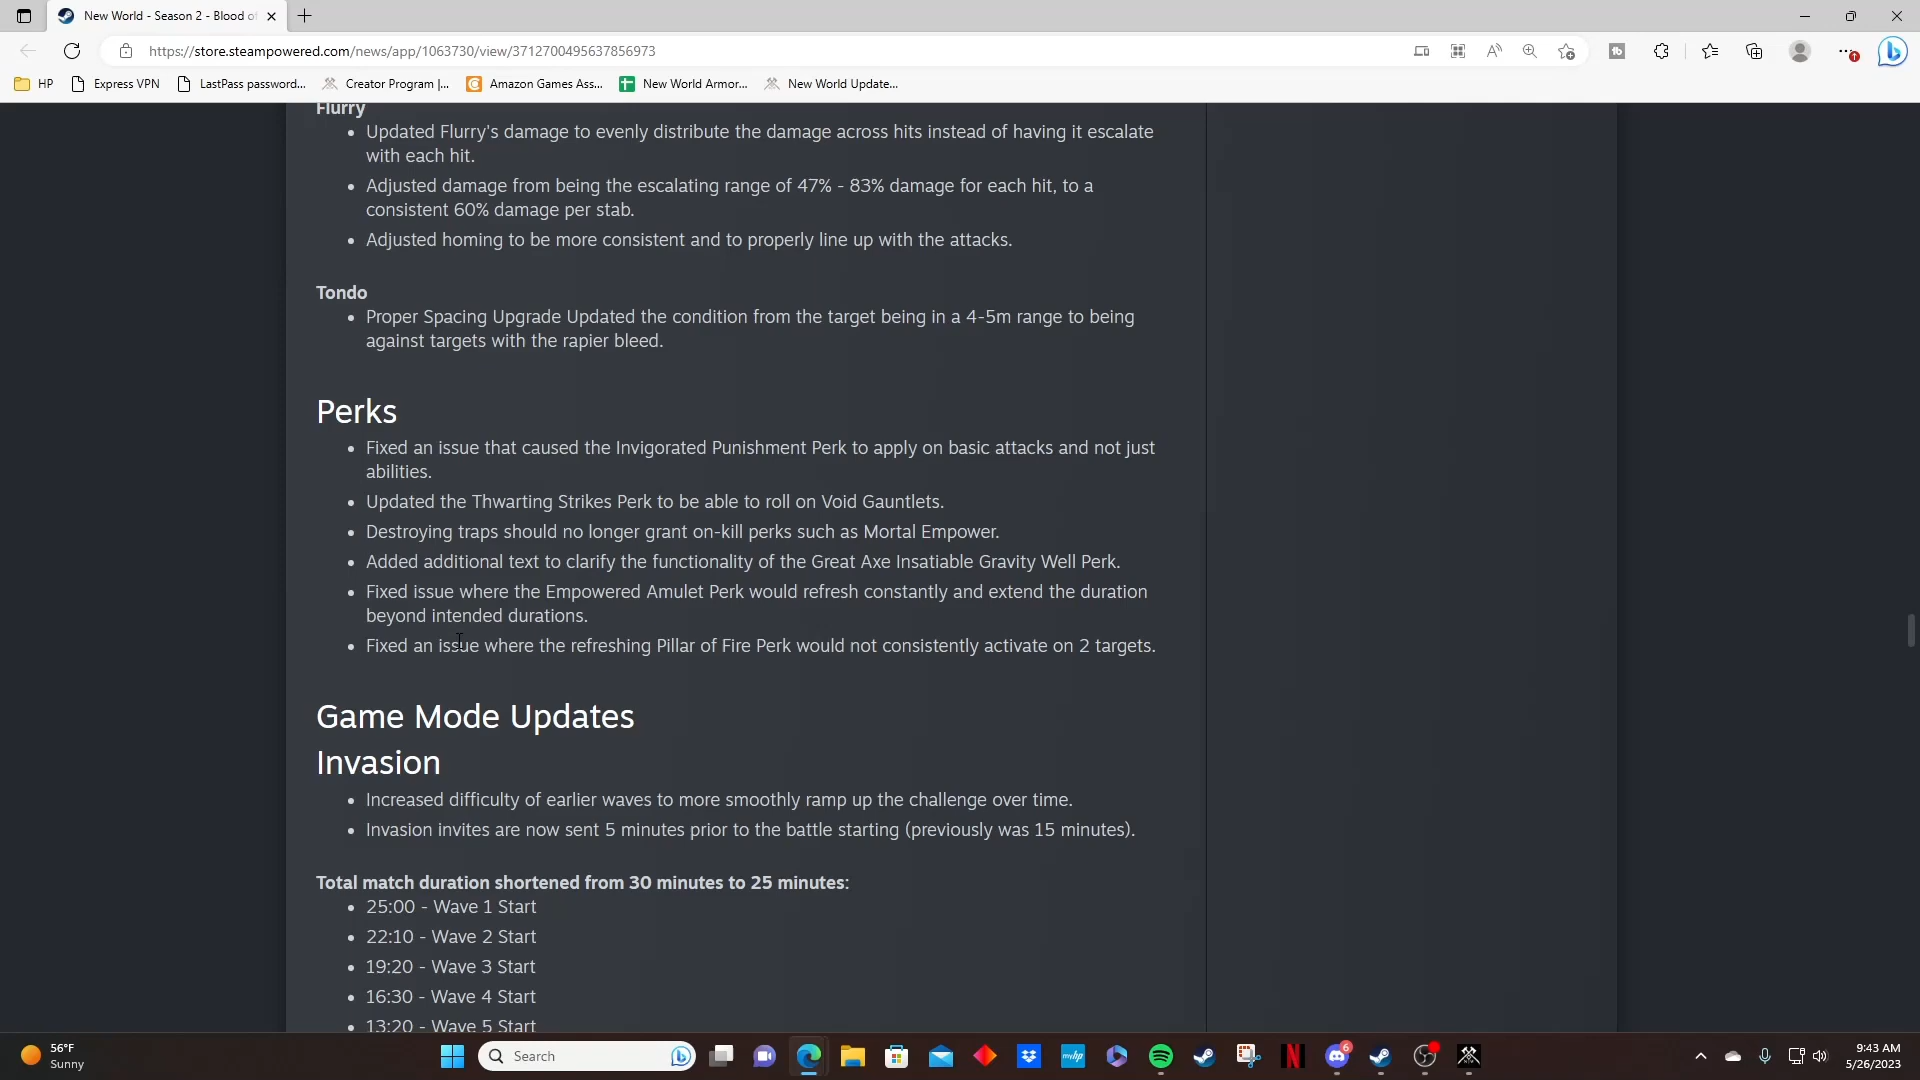 New World - Season 2 - Blood of
https://store.steampowered.com/news/app/1063730/view/3712700495637856973
HP
Express VPN
LastPass password...
Creator Program |...
Amazon Games Ass...
New World Armor...
New World Update...
Flurry
• Updated Flurry's damage to evenly distribute the damage across hits instead of having it escalate
with each hit.
• Adjusted damage from being the escalating range of 47% - 83% damage for each hit, to a
consistent 60% damage per stab.
• Adjusted homing to be more consistent and to properly line up with the attacks.
Tondo
• Proper Spacing Upgrade Updated the condition from the target being in a 4-5m range to being
against targets with the rapier bleed.
Perks
• Fixed an issue that caused the Invigorated Punishment Perk to apply on basic attacks and not just
abilities.
• Updated the Thwarting Strikes Perk to be able to roll on Void Gauntlets.
• Destroying traps should no longer grant on-kill perks such as Mortal Empower.
• Added additional text to clarify the functionality of the Great Axe Insatiable Gravity Well Perk.
• Fixed issue where the Empowered Amulet Perk would refresh constantly and extend the duration
beyond intended durations.
• Fixed an issue where the refreshing Pillar of Fire Perk would not consistently activate on 2 targets.
Game Mode Updates
Invasion
• Increased difficulty of earlier waves to more smoothly ramp up the challenge over time.
• Invasion invites are now sent 5 minutes prior to the battle starting (previously was 15 minutes).
Total match duration shortened from 30 minutes to 25 minutes:
• 25:00 - Wave 1 Start
• 22:10 - Wave 2 Start
• 19:20 - Wave 3 Start
• 16:30 - Wave 4 Start
• 13:20 - Wave 5 Start
56°F
Sunny
Search
myhp
6
9:43 AM
5/26/2023